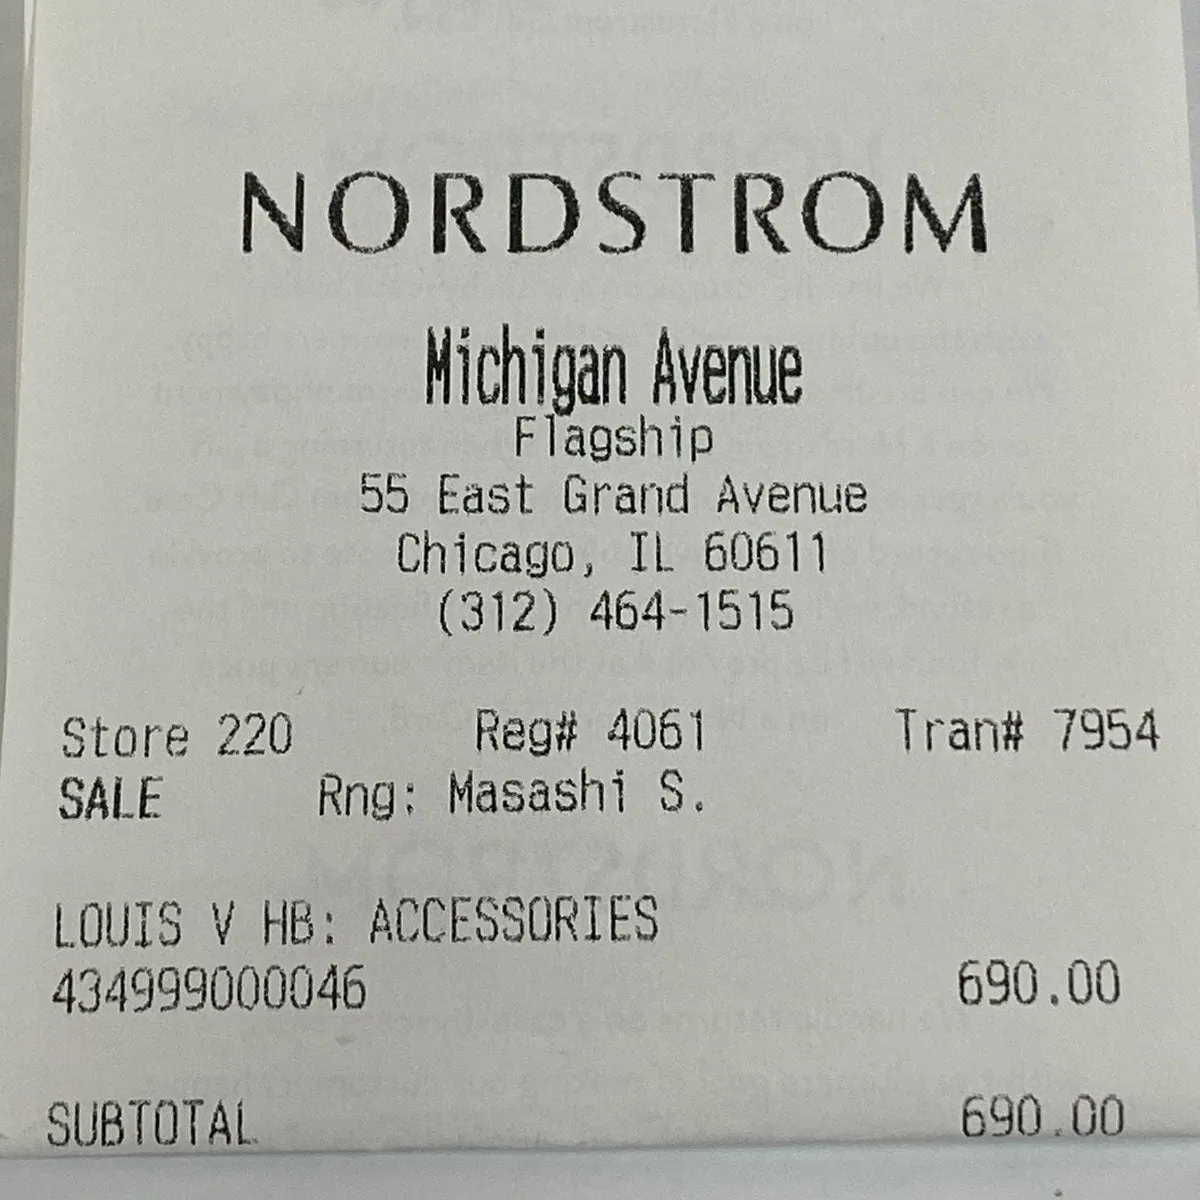 NORDSTROM
Michigan Avenue
Flagship
55 East Grand Avenue
Chicago, IL 60611
(312) 464-1515
Store 220 Reg# 4061 Tran# 7954
SALE Rng: Masashi S.
LOUIS V HB: ACCESSORIES
434999000046 690.00
SUBTOTAL 690.00